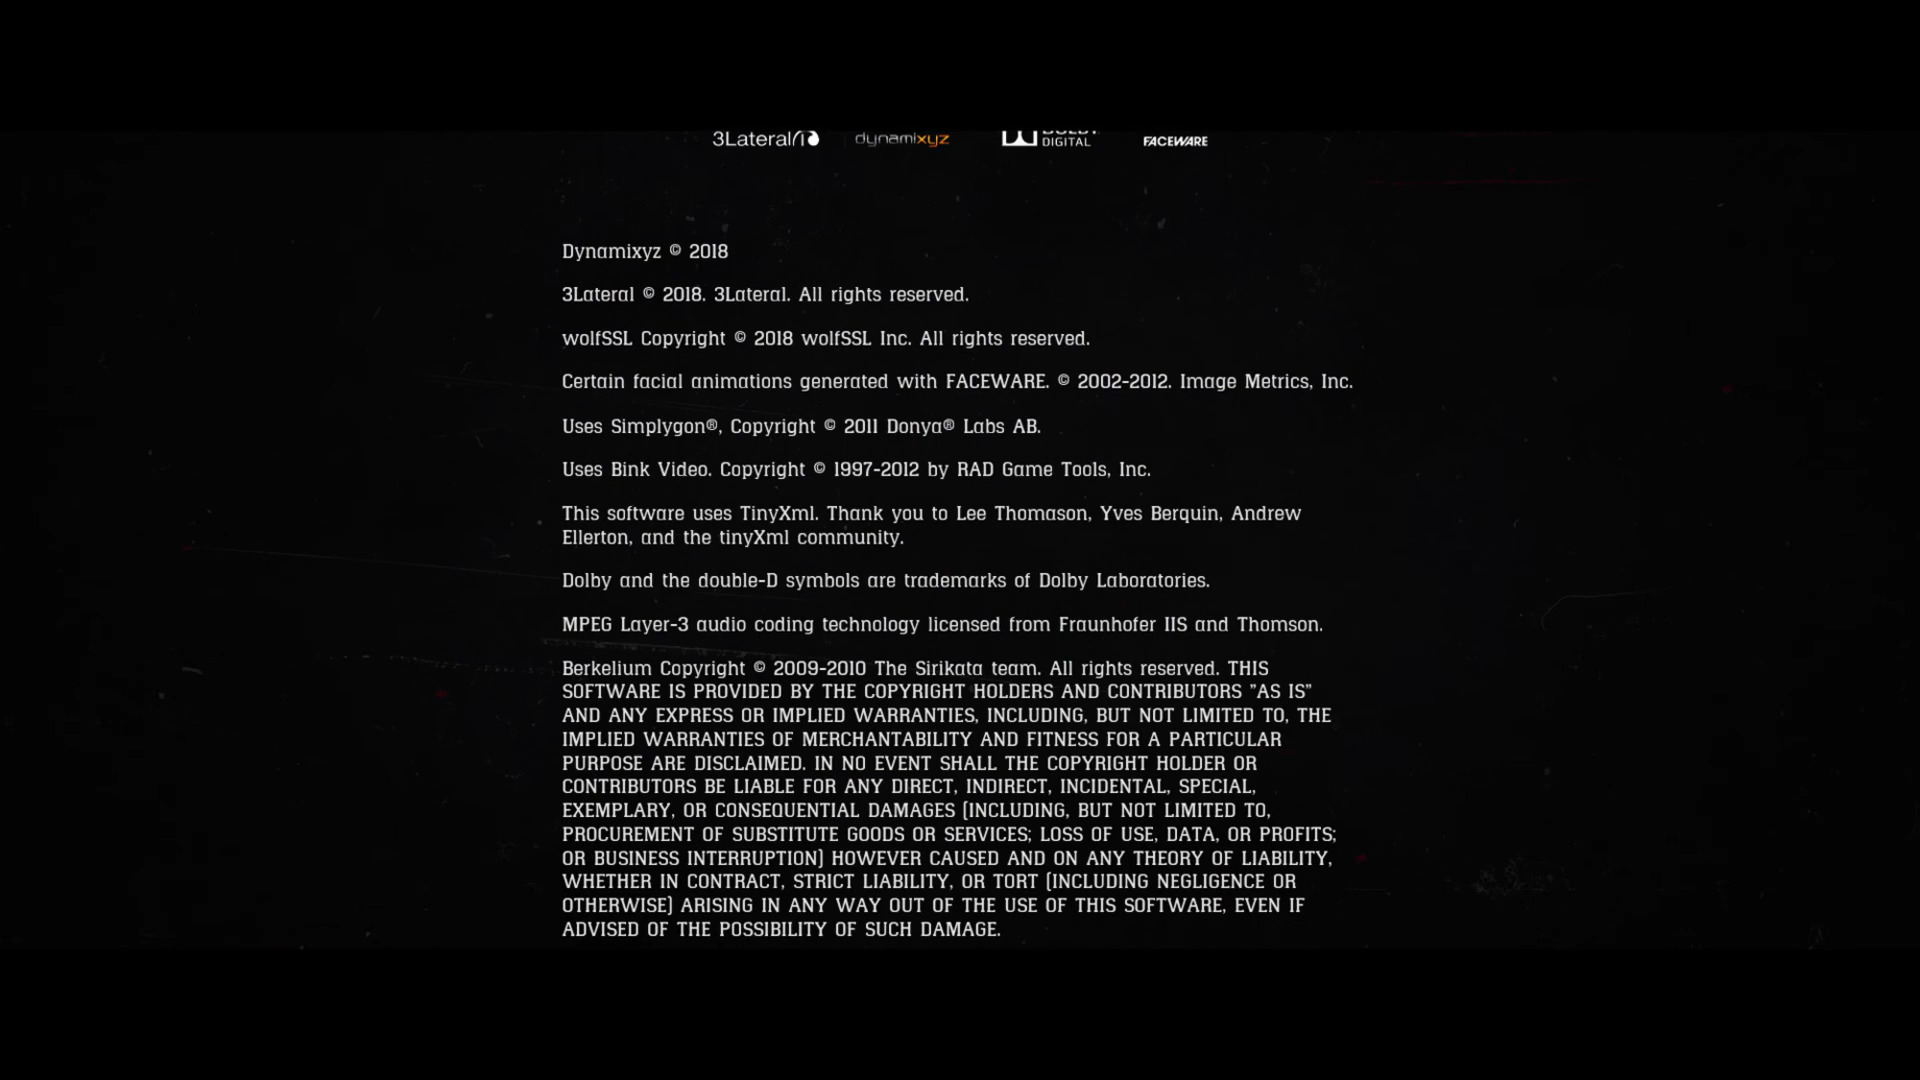 3Lateral dynamixyz DOLBY DIGITAL FACEWARE
Dynamixyz © 2018
3Lateral © 2018. 3Lateral. All rights reserved.
wolfSSL Copyright © 2018 wolfSSL Inc. All rights reserved.
Certain facial animations generated with FACEWARE. © 2002-2012. Image Metrics, Inc.
Uses Simplygon®, Copyright © 2011 Donya® Labs AB.
Uses Bink Video. Copyright © 1997-2012 by RAD Game Tools, Inc.
This software uses TinyXml. Thank you to Lee Thomason, Yves Berquin, Andrew
Ellerton, and the tinyXml community.
Dolby and the double-D symbols are trademarks of Dolby Laboratories.
MPEG Layer-3 audio coding technology licensed from Fraunhofer IIS and Thomson.
Berkelium Copyright © 2009-2010 The Sirikata team. All rights reserved. THIS
SOFTWARE IS PROVIDED BY THE COPYRIGHT HOLDERS AND CONTRIBUTORS "AS IS"
AND ANY EXPRESS OR IMPLIED WARRANTIES, INCLUDING, BUT NOT LIMITED TO, THE
IMPLIED WARRANTIES OF MERCHANTABILITY AND FITNESS FOR A PARTICULAR
PURPOSE ARE DISCLAIMED. IN NO EVENT SHALL THE COPYRIGHT HOLDER OR
CONTRIBUTORS BE LIABLE FOR ANY DIRECT, INDIRECT, INCIDENTAL, SPECIAL,
EXEMPLARY, OR CONSEQUENTIAL DAMAGES (INCLUDING, BUT NOT LIMITED TO,
PROCUREMENT OF SUBSTITUTE GOODS OR SERVICES; LOSS OF USE, DATA, OR PROFITS;
OR BUSINESS INTERRUPTION) HOWEVER CAUSED AND ON ANY THEORY OF LIABILITY,
WHETHER IN CONTRACT, STRICT LIABILITY, OR TORT (INCLUDING NEGLIGENCE OR
OTHERWISE) ARISING IN ANY WAY OUT OF THE USE OF THIS SOFTWARE, EVEN IF
ADVISED OF THE POSSIBILITY OF SUCH DAMAGE.